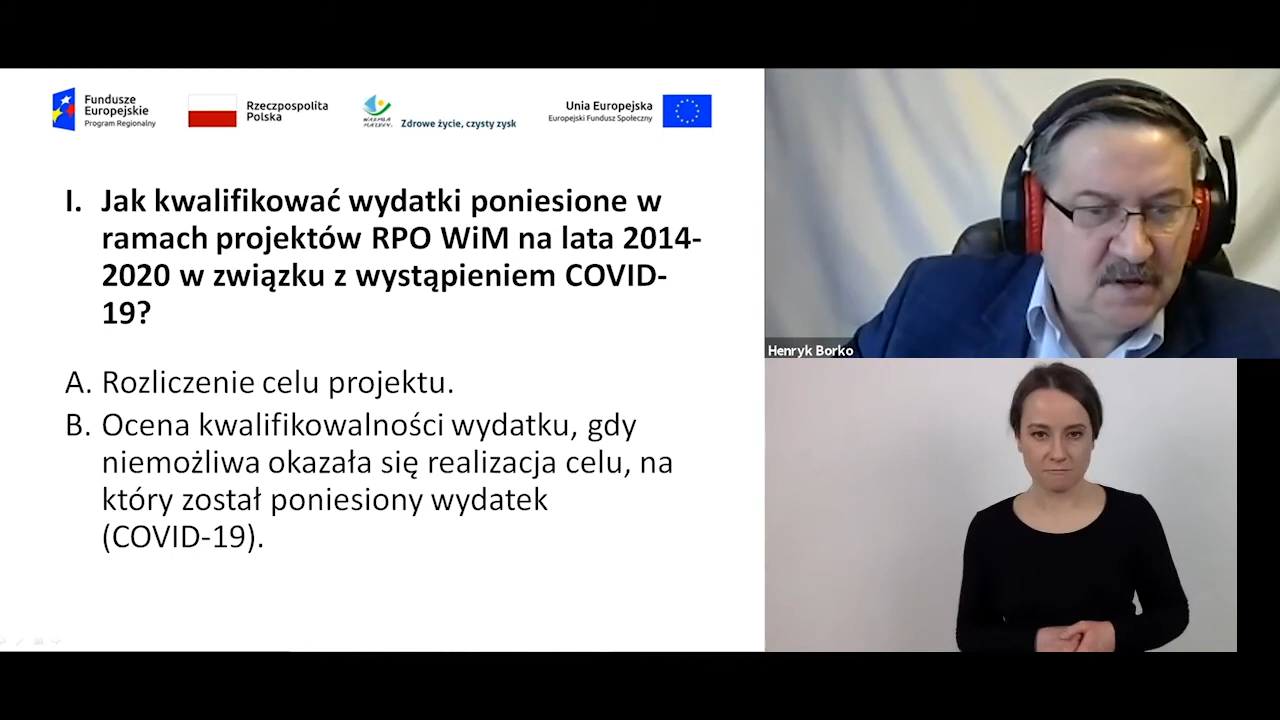 Fundusze
Europejskie
Program Regionalny
Rzeczpospolita
Polska
WARMIA
MAZURY
Zdrowe życie, czysty zysk
Unia Europejska
Europejski Fundusz Społeczny
I. Jak kwalifikować wydatki poniesione w
ramach projektów RPO WiM na lata 2014-
2020 w związku z wystąpieniem COVID-
19?
A. Rozliczenie celu projektu.
B. Ocena kwalifikowalności wydatku, gdy
niemożliwa okazała się realizacja celu, na
który został poniesiony wydatek
(COVID-19).
Henryk Borko